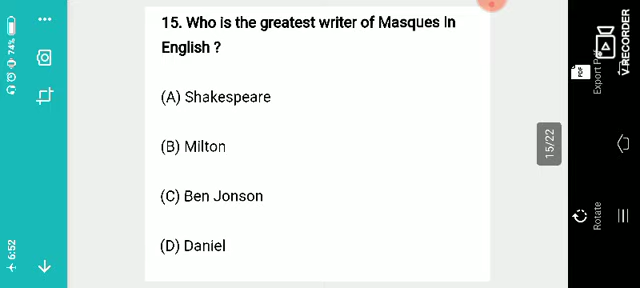 15. Who is the greatest writer of Masques In
English ?
(A) Shakespeare
(B) Milton
(C) Ben Jonson
(D) Daniel
15/22
74%
6:52
PDF
Export Pdf
Rotate
V.RECORDER